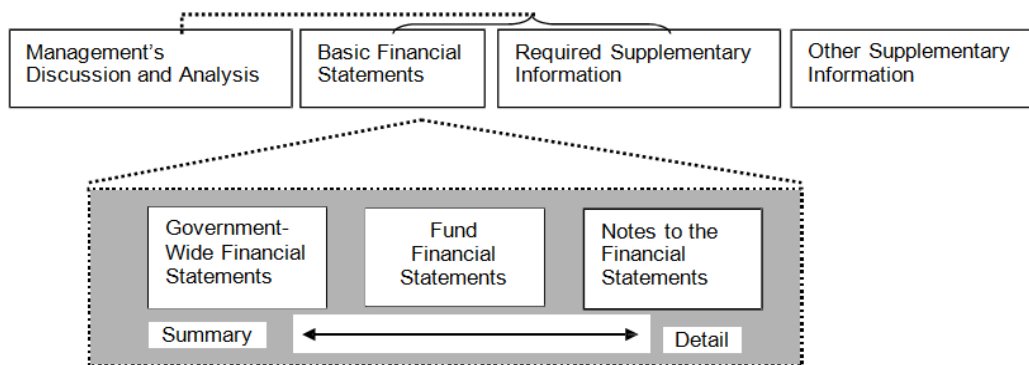 Management’s
Discussion and Analysis
Basic Financial
Statements
Required Supplementary
Information
Other Supplementary
Information
Government-
Wide Financial
Statements
Fund
Financial
Statements
Notes to the
Financial
Statements
Summary
Detail